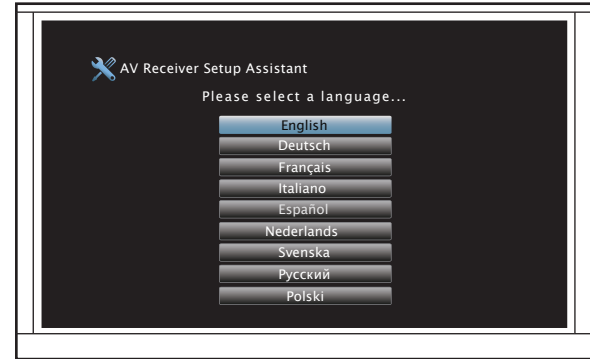 AV Receiver Setup Assistant
Please select a language...
English
Deutsch
Français
Italiano
Español
Nederlands
Svenska
Русский
Polski